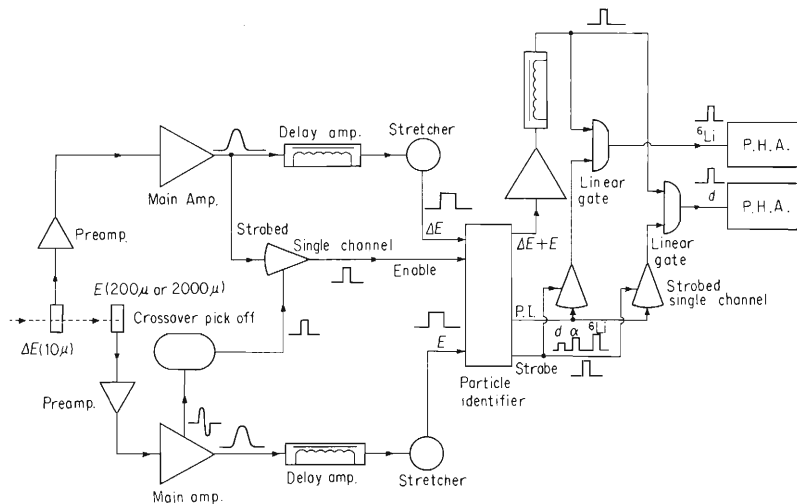 Delay amp.
Stretcher
Main Amp.
Preamp.
Strobed
Single channel
ΔE
Enable
ΔE+E
Linear
gate
⁶Li
P.H.A.
d
P.H.A.
Linear
gate
Strobed
single channel
E(200μ or 2000μ)
Crossover pick off
ΔE(10μ)
P.I.
d α ⁶Li
E
Strobe
Particle
identifier
Preamp.
Main amp.
Delay amp.
Stretcher